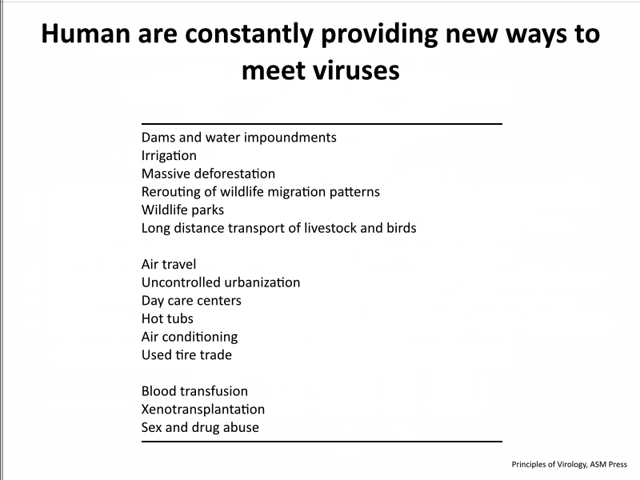 Human are constantly providing new ways to
meet viruses
Dams and water impoundments
Irrigation
Massive deforestation
Rerouting of wildlife migration patterns
Wildlife parks
Long distance transport of livestock and birds
Air travel
Uncontrolled urbanization
Day care centers
Hot tubs
Air conditioning
Used tire trade
Blood transfusion
Xenotransplantation
Sex and drug abuse
Principles of Virology, ASM Press